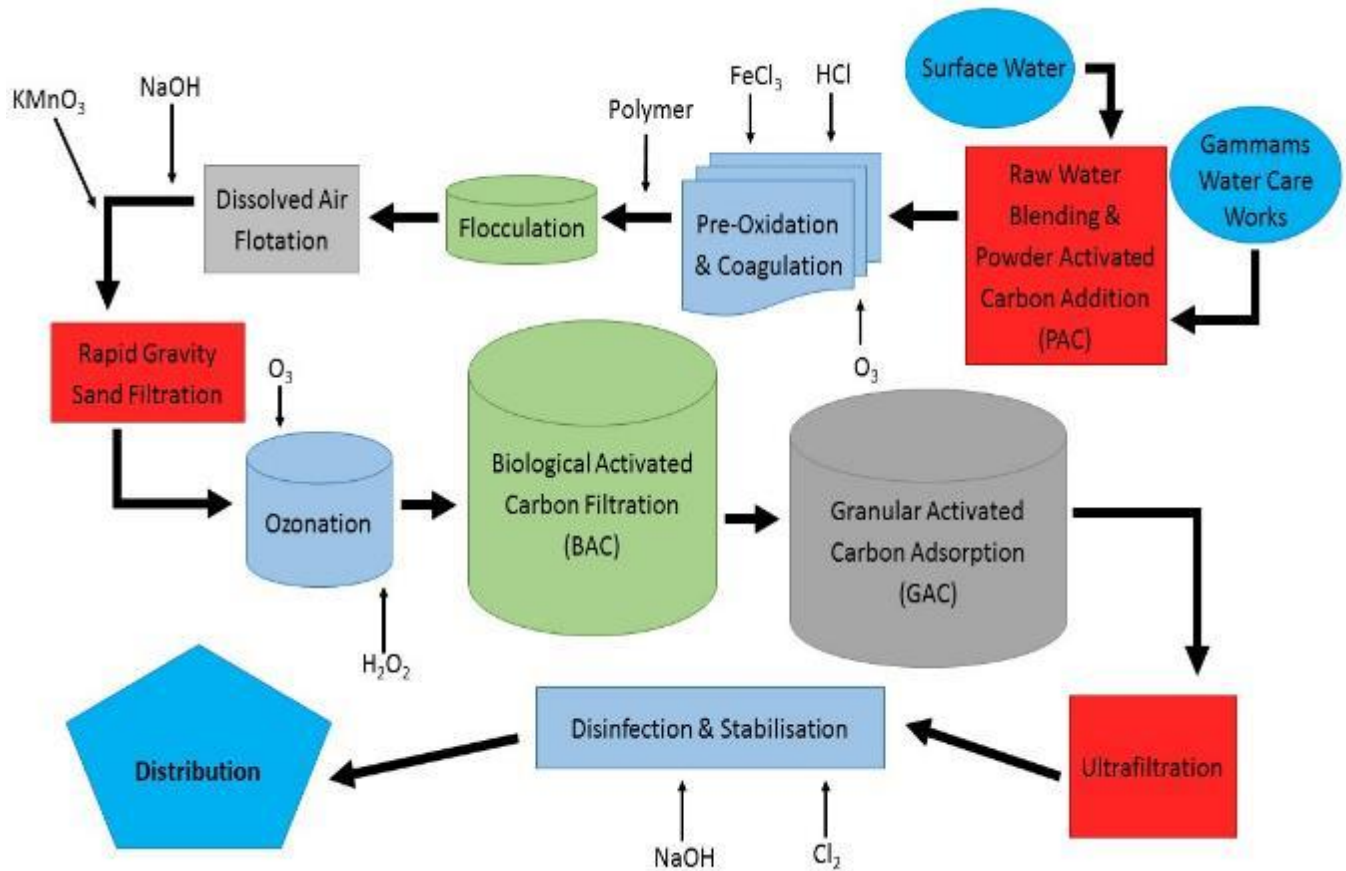 Surface Water
Gammams
Water Care
Works
Raw Water
Blending &
Powder Activated
Carbon Addition
(PAC)
FeCl₃
HCl
Pre-Oxidation
& Coagulation
O₃
Polymer
Flocculation
Dissolved Air
Flotation
NaOH
KMnO₃
Rapid Gravity
Sand Filtration
O₃
Ozonation
H₂O₂
Biological Activated
Carbon Filtration
(BAC)
Granular Activated
Carbon Adsorption
(GAC)
Ultrafiltration
Disinfection & Stabilisation
NaOH
Cl₂
Distribution